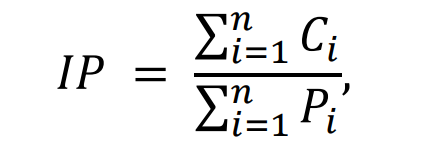 IP = \frac{\sum_{i=1}^{n} C_i}{\sum_{i=1}^{n} P_i},